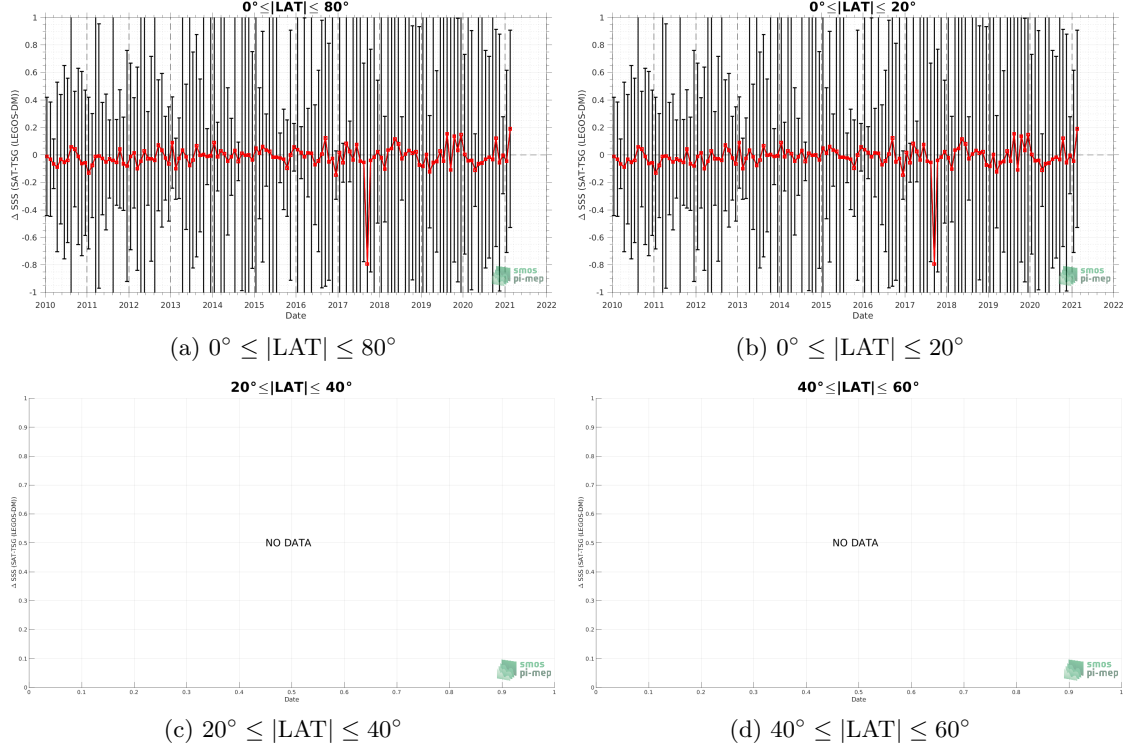 0°≤|LAT|≤ 80°
Δ SSS (SAT-TSG (LEGOS-DM))
1
0.8
0.6
0.4
0.2
0
-0.2
-0.4
-0.6
-0.8
-1
2010 2011 2012 2013 2014 2015 2016 2017 2018 2019 2020 2021 2022
Date
smos
pi-mep
(a) 0° ≤ |LAT| ≤ 80°
0°≤|LAT|≤ 20°
Δ SSS (SAT-TSG (LEGOS-DM))
1
0.8
0.6
0.4
0.2
0
-0.2
-0.4
-0.6
-0.8
-1
2010 2011 2012 2013 2014 2015 2016 2017 2018 2019 2020 2021 2022
Date
smos
pi-mep
(b) 0° ≤ |LAT| ≤ 20°
20°≤|LAT|≤ 40°
Δ SSS (SAT-TSG (LEGOS-DM))
1
0.9
0.8
0.7
0.6
0.5
0.4
0.3
0.2
0.1
0
NO DATA
0 0.1 0.2 0.3 0.4 0.5 0.6 0.7 0.8 0.9 1
Date
smos
pi-mep
(c) 20° ≤ |LAT| ≤ 40°
40°≤|LAT|≤ 60°
Δ SSS (SAT-TSG (LEGOS-DM))
1
0.9
0.8
0.7
0.6
0.5
0.4
0.3
0.2
0.1
0
NO DATA
0 0.1 0.2 0.3 0.4 0.5 0.6 0.7 0.8 0.9 1
Date
smos
pi-mep
(d) 40° ≤ |LAT| ≤ 60°